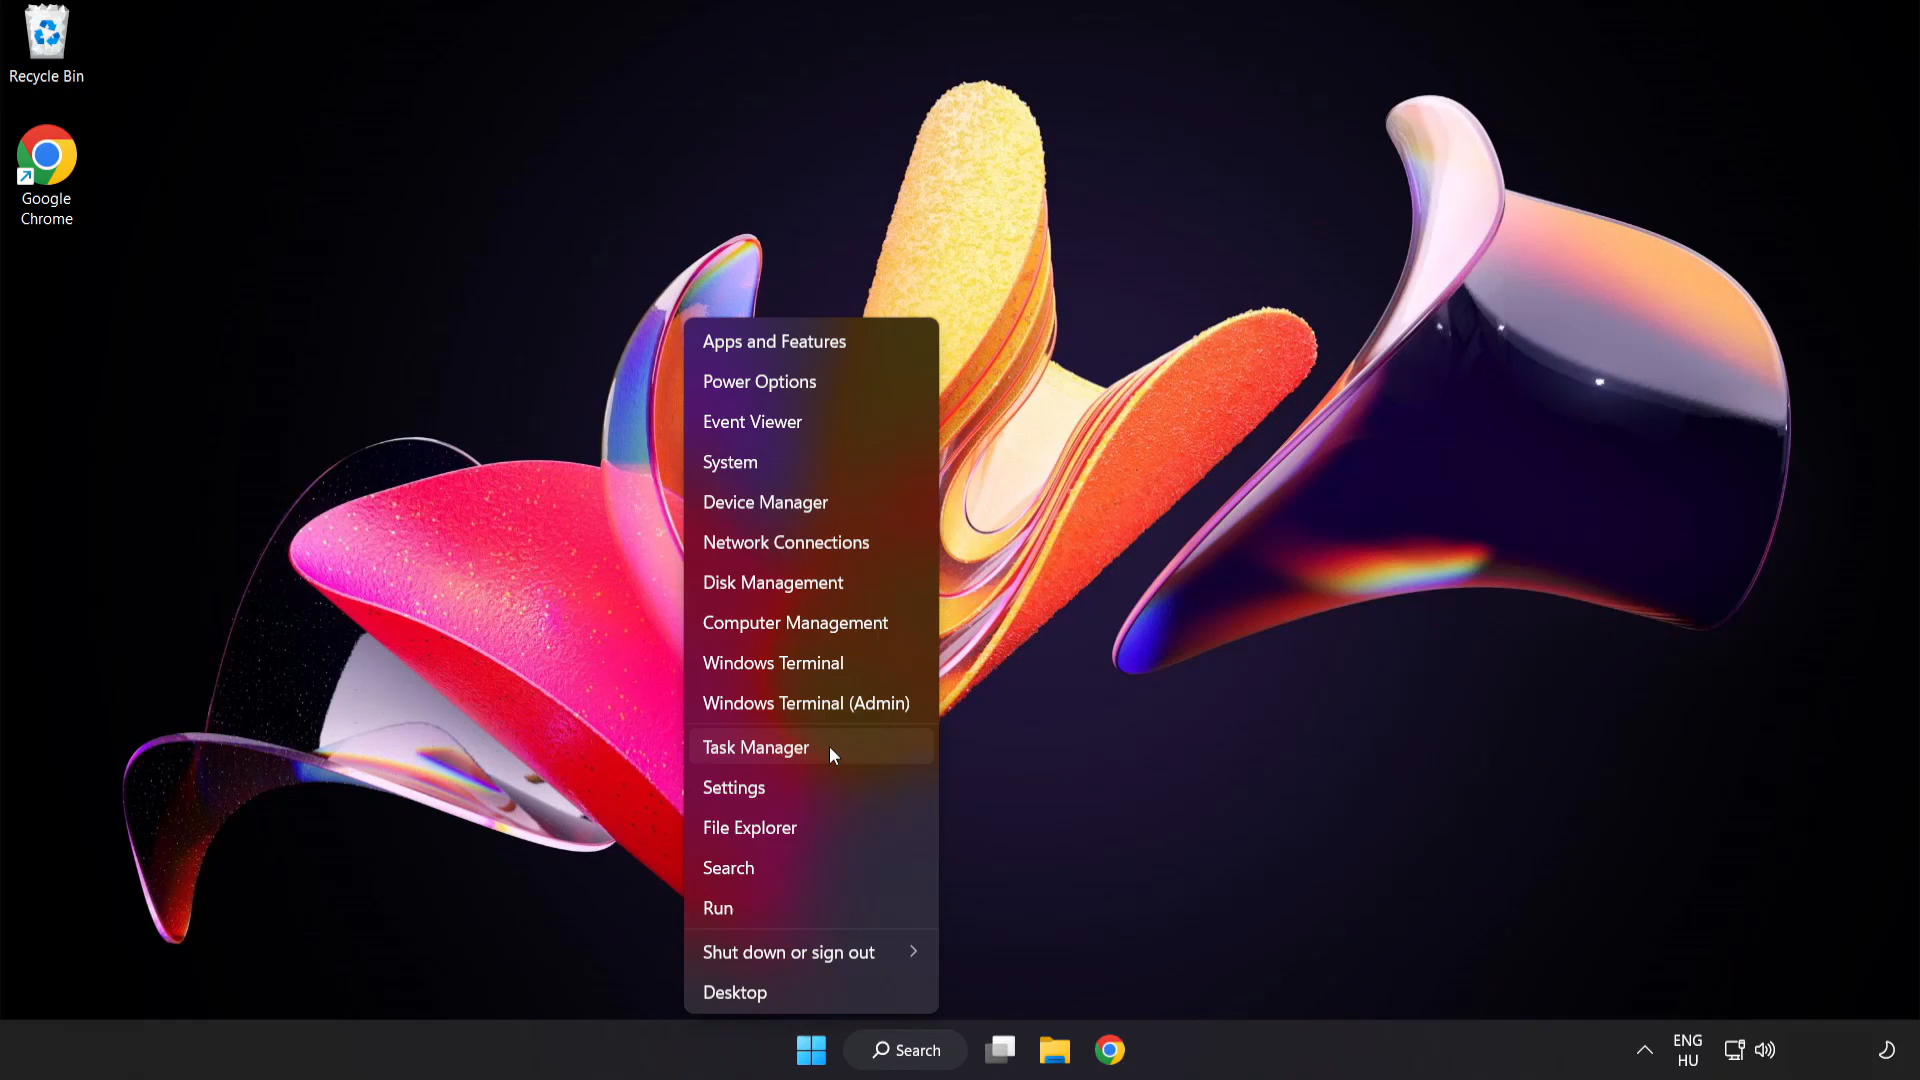 Recycle Bin
Google
Chrome
Apps and Features
Power Options
Event Viewer
System
Device Manager
Network Connections
Disk Management
Computer Management
Windows Terminal
Windows Terminal (Admin)
Task Manager
Settings
File Explorer
Search
Run
Shut down or sign out
Desktop
Search
ENG
HU